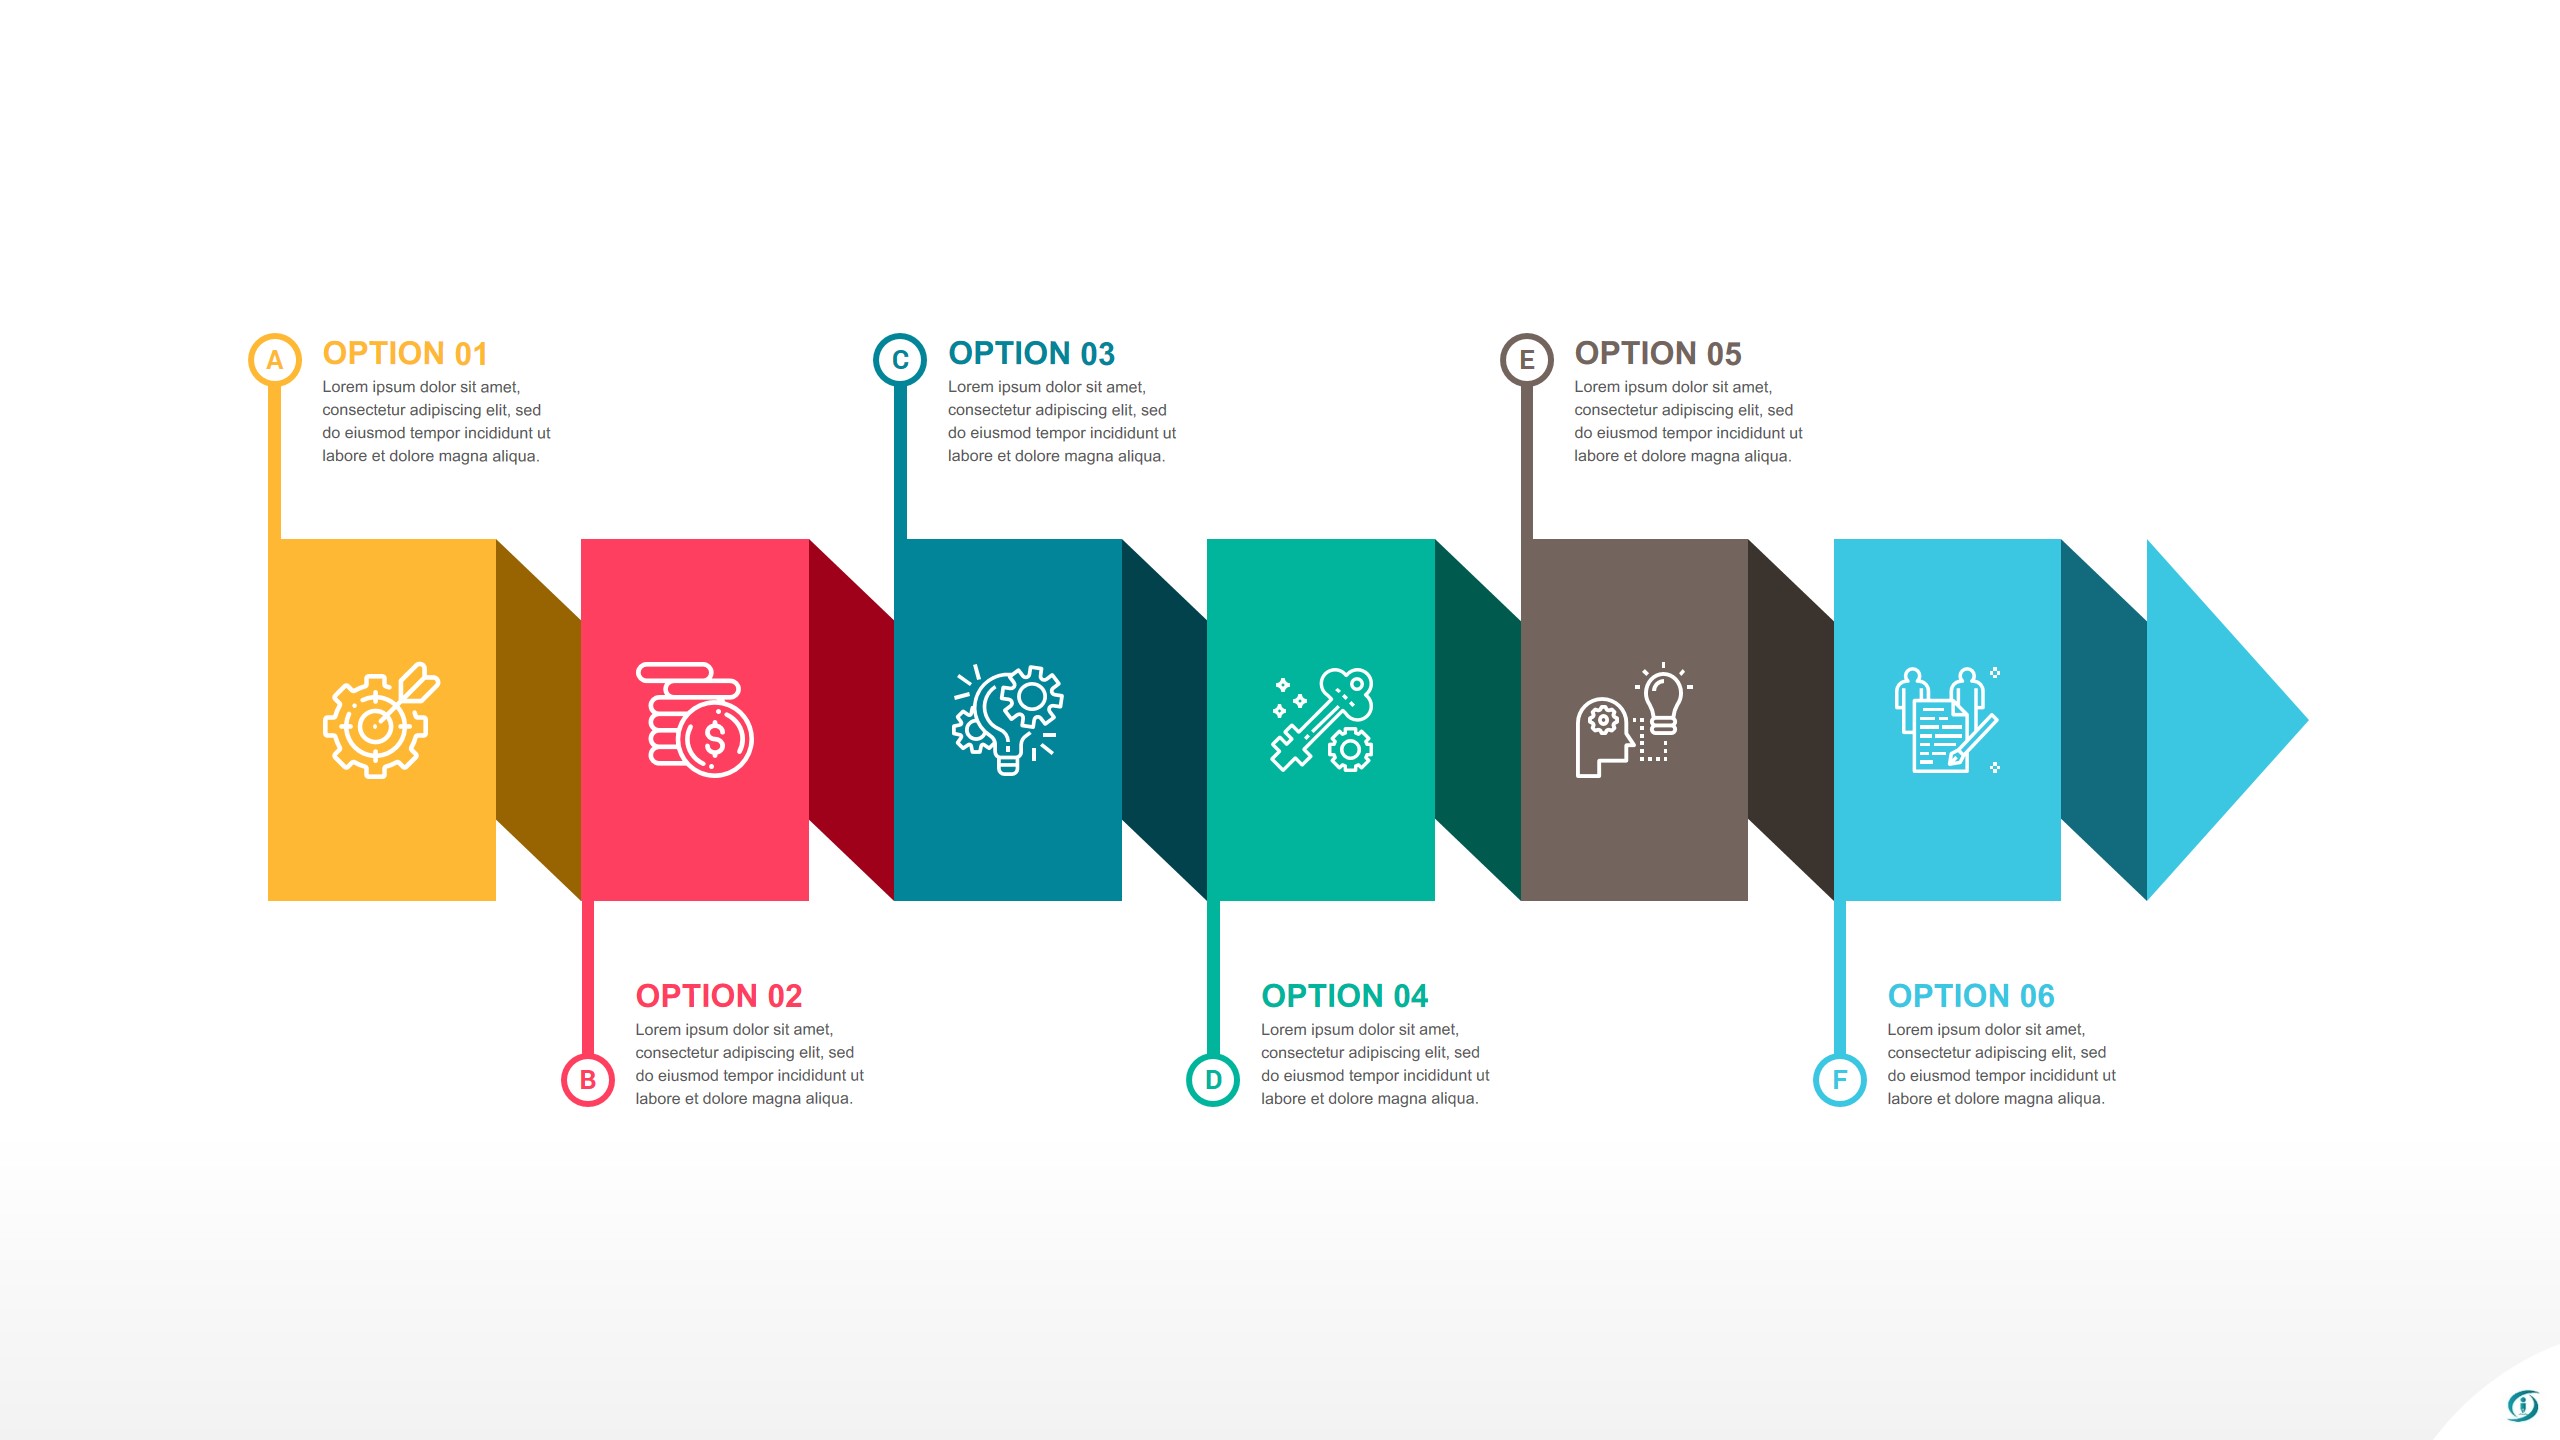 A
OPTION 01
Lorem ipsum dolor sit amet,
consectetur adipiscing elit, sed
do eiusmod tempor incididunt ut
labore et dolore magna aliqua.
C
OPTION 03
Lorem ipsum dolor sit amet,
consectetur adipiscing elit, sed
do eiusmod tempor incididunt ut
labore et dolore magna aliqua.
E
OPTION 05
Lorem ipsum dolor sit amet,
consectetur adipiscing elit, sed
do eiusmod tempor incididunt ut
labore et dolore magna aliqua.
$
B
OPTION 02
Lorem ipsum dolor sit amet,
consectetur adipiscing elit, sed
do eiusmod tempor incididunt ut
labore et dolore magna aliqua.
D
OPTION 04
Lorem ipsum dolor sit amet,
consectetur adipiscing elit, sed
do eiusmod tempor incididunt ut
labore et dolore magna aliqua.
F
OPTION 06
Lorem ipsum dolor sit amet,
consectetur adipiscing elit, sed
do eiusmod tempor incididunt ut
labore et dolore magna aliqua.